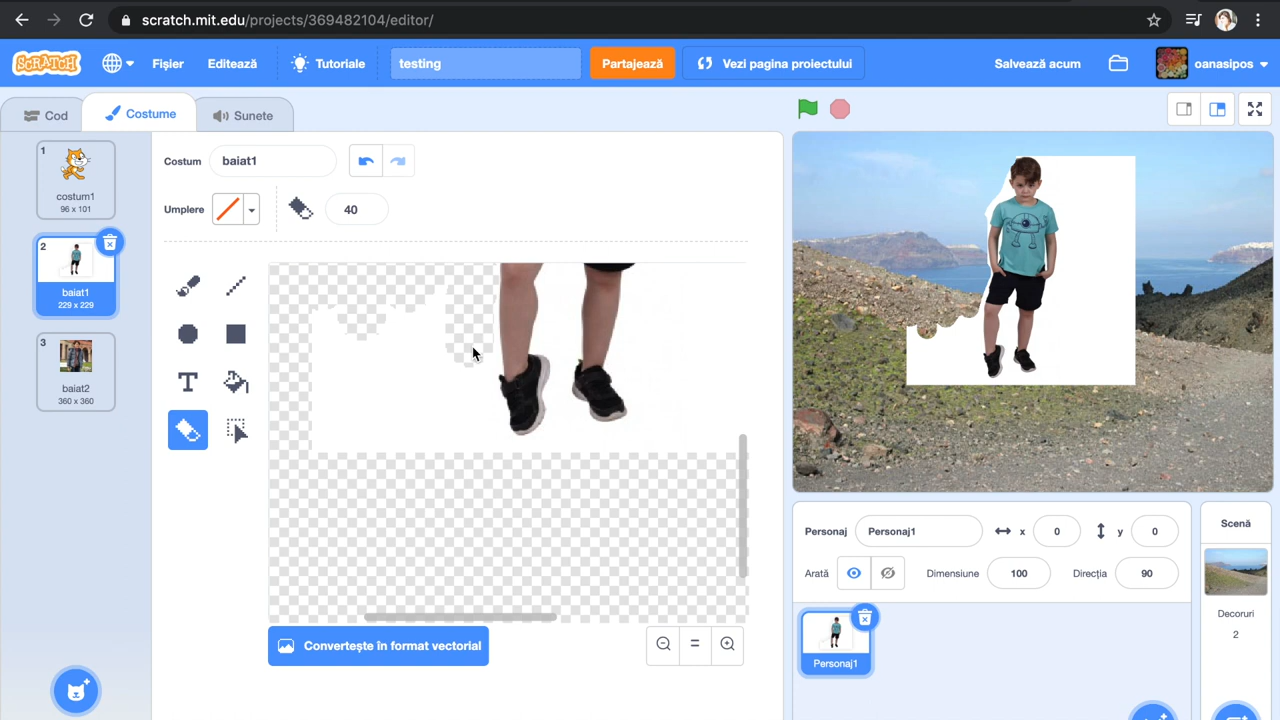 scratch.mit.edu/projects/369482104/editor/
SCRATCH
Fișier
Editează
Tutoriale
testing
Partajează
Vezi pagina proiectului
Salvează acum
oanasipos
Cod
Costume
Sunete
1
costum1
96 x 101
2
baiat1
229 x 229
3
baiat2
360 x 360
Costum
baiat1
Umplere
40
T
Convertește în format vectorial
Personaj
Personaj1
x
0
y
0
Arată
Dimensiune
100
Direcția
90
Personaj1
Scenă
Decoruri
2